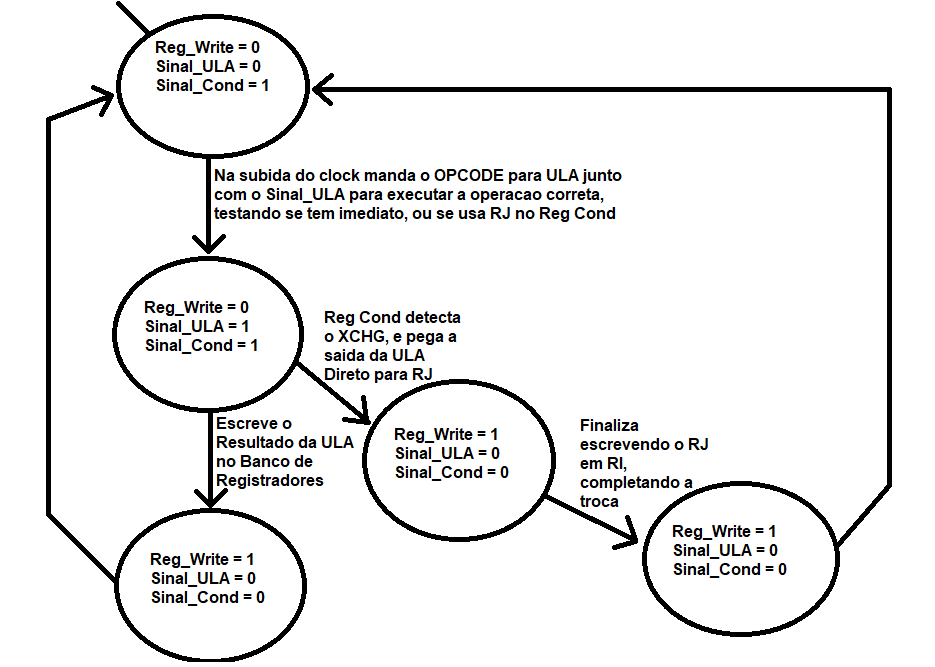 Reg_Write = 0
Sinal_ULA = 0
Sinal_Cond = 1
Na subida do clock manda o OPCODE para ULA junto
com o Sinal_ULA para executar a operacao correta,
testando se tem imediato, ou se usa RJ no Reg Cond
Reg_Write = 0
Sinal_ULA = 1
Sinal_Cond = 1
Reg Cond detecta
o XCHG, e pega a
saida da ULA
Direto para RJ
Escreve o
Resultado da ULA
no Banco de
Registradores
Reg_Write = 1
Sinal_ULA = 0
Sinal_Cond = 0
Finaliza
escrevendo o RJ
em RI,
completando a
troca
Reg_Write = 1
Sinal_ULA = 0
Sinal_Cond = 0
Reg_Write = 1
Sinal_ULA = 0
Sinal_Cond = 0